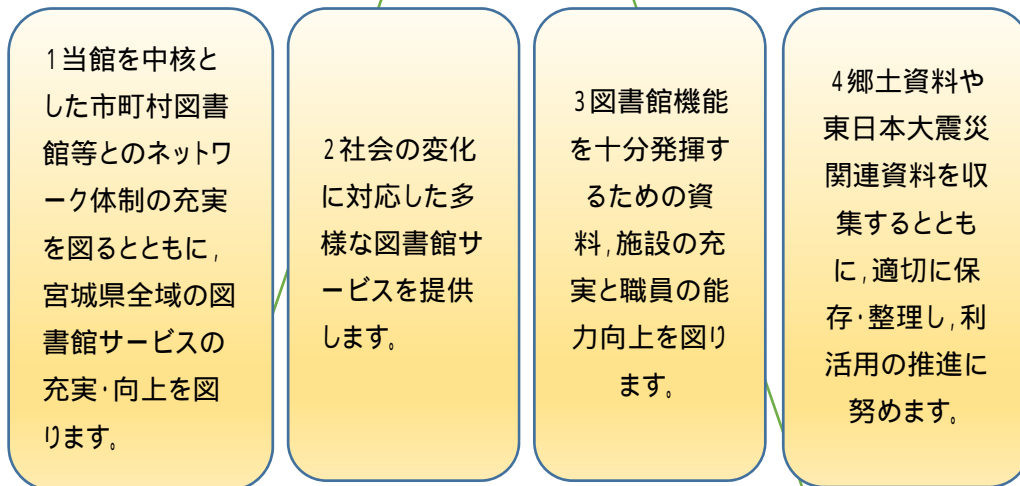 1当館を中核と
した市町村図書
館等とのネットワ
ーク体制の充実
を図るとともに,
宮城県全域の図
書館サービスの
充実・向上を図
ります。
2社会の変化
に対応した多
様な図書館サ
ービスを提供
します。
3図書館機能
を十分発揮す
るための資
料,施設の充
実と職員の能
力向上を図り
ます。
4郷土資料や
東日本大震災
関連資料を収
集するととも
に,適切に保
存・整理し,利
活用の推進に
努めます。